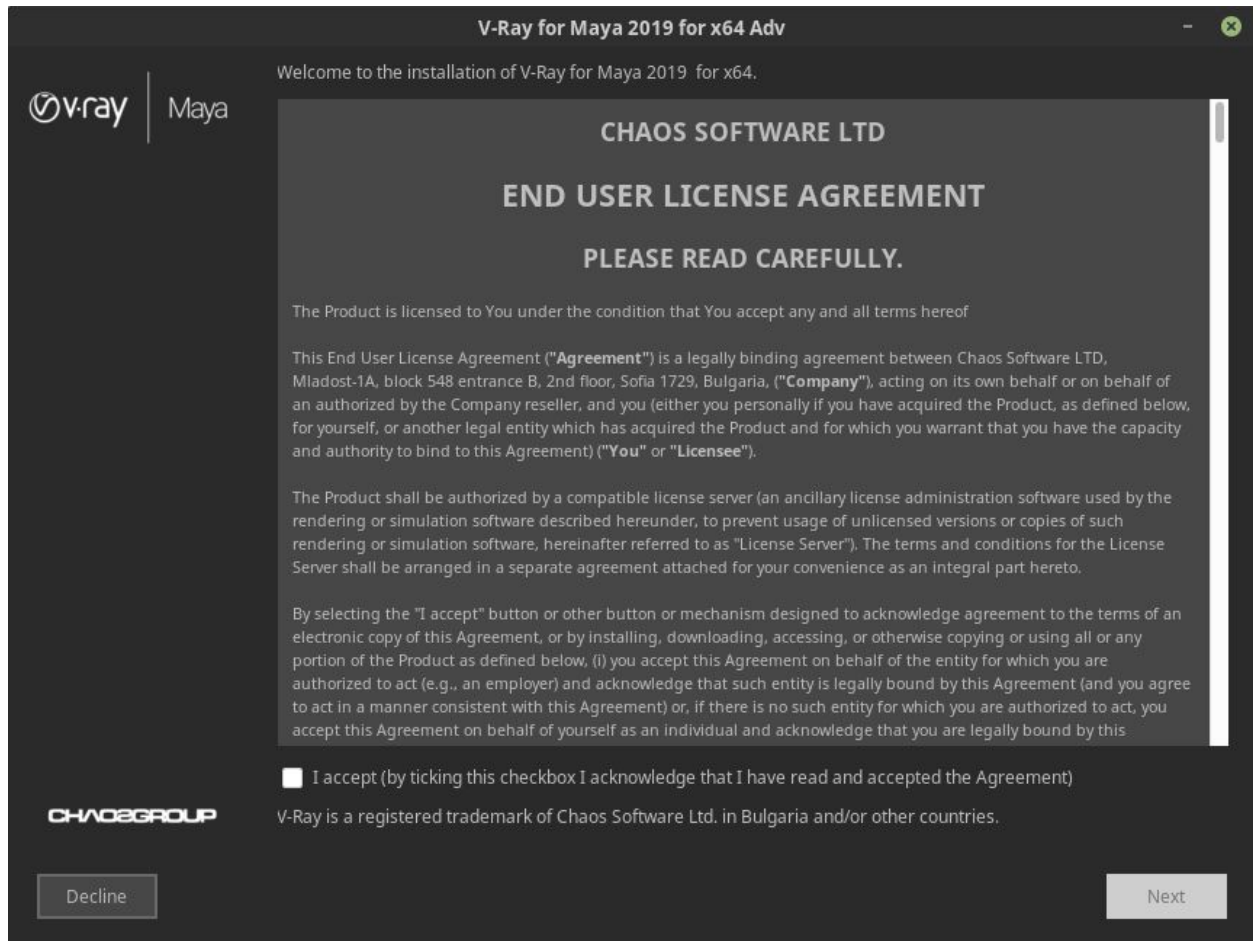 V-Ray for Maya 2019 for x64 Adv
v·ray | Maya
Welcome to the installation of V-Ray for Maya 2019 for x64.
CHAOS SOFTWARE LTD
END USER LICENSE AGREEMENT
PLEASE READ CAREFULLY.
The Product is licensed to You under the condition that You accept any and all terms hereof
This End User License Agreement ("Agreement") is a legally binding agreement between Chaos Software LTD,
Mladost-1A, block 548 entrance B, 2nd floor, Sofia 1729, Bulgaria, ("Company"), acting on its own behalf or on behalf of
an authorized by the Company reseller, and you (either you personally if you have acquired the Product, as defined below,
for yourself, or another legal entity which has acquired the Product and for which you warrant that you have the capacity
and authority to bind to this Agreement) ("You" or "Licensee").
The Product shall be authorized by a compatible license server (an ancillary license administration software used by the
rendering or simulation software described hereunder, to prevent usage of unlicensed versions or copies of such
rendering or simulation software, hereinafter referred to as "License Server"). The terms and conditions for the License
Server shall be arranged in a separate agreement attached for your convenience as an integral part hereto.
By selecting the "I accept" button or other button or mechanism designed to acknowledge agreement to the terms of an
electronic copy of this Agreement, or by installing, downloading, accessing, or otherwise copying or using all or any
portion of the Product as defined below, (i) you accept this Agreement on behalf of the entity for which you are
authorized to act (e.g., an employer) and acknowledge that such entity is legally bound by this Agreement (and you agree
to act in a manner consistent with this Agreement) or, if there is no such entity for which you are authorized to act, you
accept this Agreement on behalf of yourself as an individual and acknowledge that you are legally bound by this
I accept (by ticking this checkbox I acknowledge that I have read and accepted the Agreement)
CHAOSGROUP
V-Ray is a registered trademark of Chaos Software Ltd. in Bulgaria and/or other countries.
Decline
Next